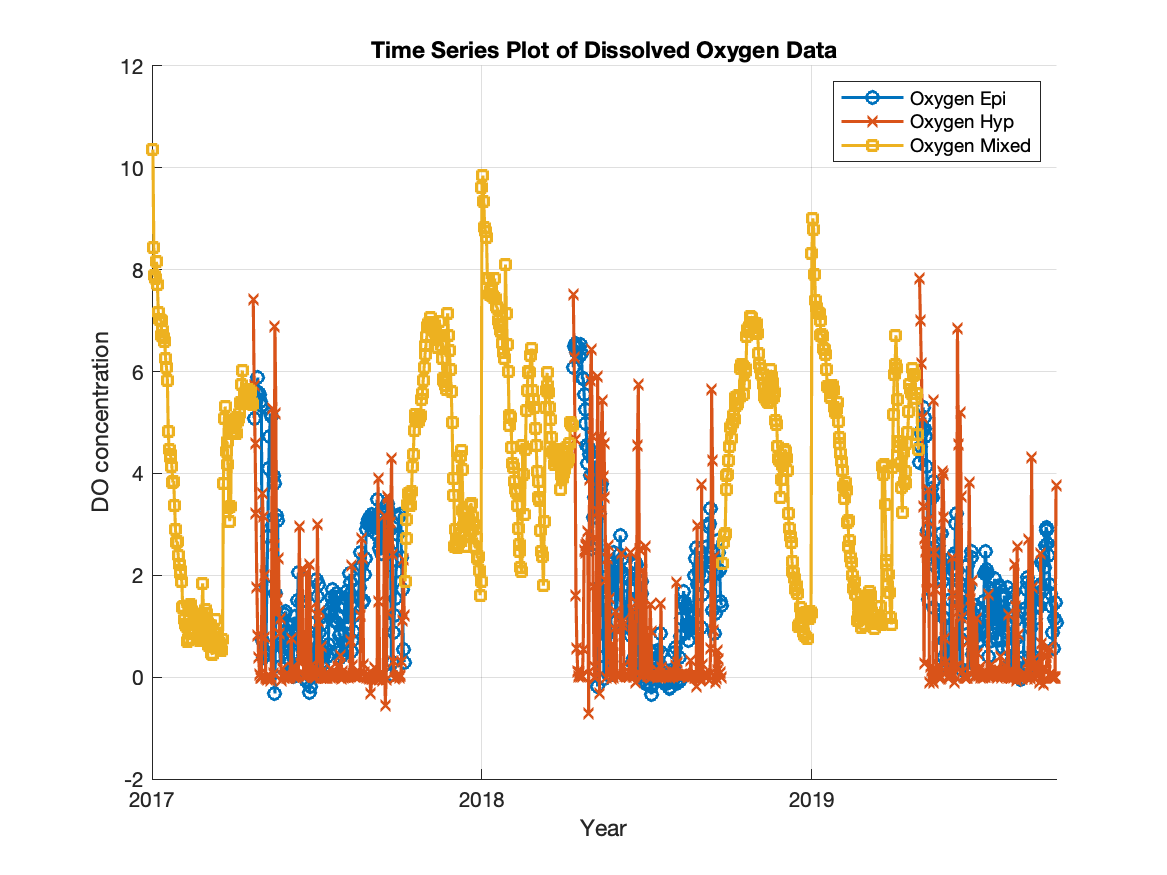 Time Series Plot of Dissolved Oxygen Data
12
10
8
6
4
2
0
-2
DO concentration
Oxygen Epi
Oxygen Hyp
Oxygen Mixed
2017
2018
2019
Year